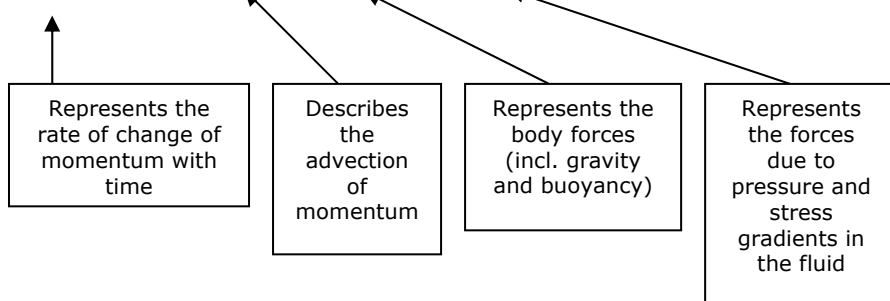 Represents the
rate of change of
momentum with
time
Describes
the
advection
of
momentum
Represents the
body forces
(incl. gravity
and buoyancy)
Represents
the forces
due to
pressure and
stress
gradients in
the fluid